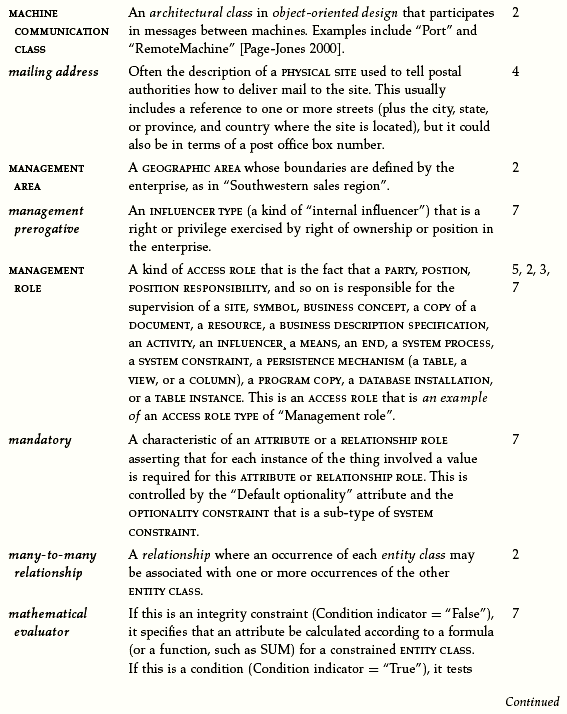 MACHINE An architectural class in object-oriented design that participates 2
COMMUNICATION in messages between machines. Examples include “Port” and
CLASS “RemoteMachine” [Page-Jones 2000].
mailing address Often the description of a PHYSICAL SITE used to tell postal 4
authorities how to deliver mail to the site. This usually
includes a reference to one or more streets (plus the city, state,
or province, and country where the site is located), but it could
also be in terms of a post office box number.
MANAGEMENT A GEOGRAPHIC AREA whose boundaries are defined by the 2
AREA enterprise, as in “Southwestern sales region”.
management An INFLUENCER TYPE (a kind of “internal influencer”) that is a 7
prerogative right or privilege exercised by right of ownership or position in
the enterprise.
MANAGEMENT A kind of ACCESS ROLE that is the fact that a PARTY, POSTION, 5, 2, 3,
ROLE POSITION RESPONSIBILITY, and so on is responsible for the 7
supervision of a SITE, SYMBOL, BUSINESS CONCEPT, a COPY of a
DOCUMENT, a RESOURCE, a BUSINESS DESCRIPTION SPECIFICATION,
an ACTIVITY, an INFLUENCER, a MEANS, an END, a SYSTEM PROCESS,
a SYSTEM CONSTRAINT, a PERSISTENCE MECHANISM (a TABLE, a
VIEW, or a COLUMN), a PROGRAM COPY, a DATABASE INSTALLATION,
or a TABLE INSTANCE. This is an ACCESS ROLE that is an example
of an ACCESS ROLE TYPE of “Management role”.
mandatory A characteristic of an ATTRIBUTE or a RELATIONSHIP ROLE 7
asserting that for each instance of the thing involved a value
is required for this ATTRIBUTE or RELATIONSHIP ROLE. This is
controlled by the “Default optionality” attribute and the
OPTIONALITY CONSTRAINT that is a sub-type of SYSTEM
CONSTRAINT.
many-to-many A relationship where an occurrence of each entity class may 2
relationship be associated with one or more occurrences of the other
ENTITY CLASS.
mathematical If this is an integrity constraint (Condition indicator = “False”), 7
evaluator it specifies that an attribute be calculated according to a formula
(or a function, such as SUM) for a constrained ENTITY CLASS.
If this is a condition (Condition indicator = “True”), it tests
Continued